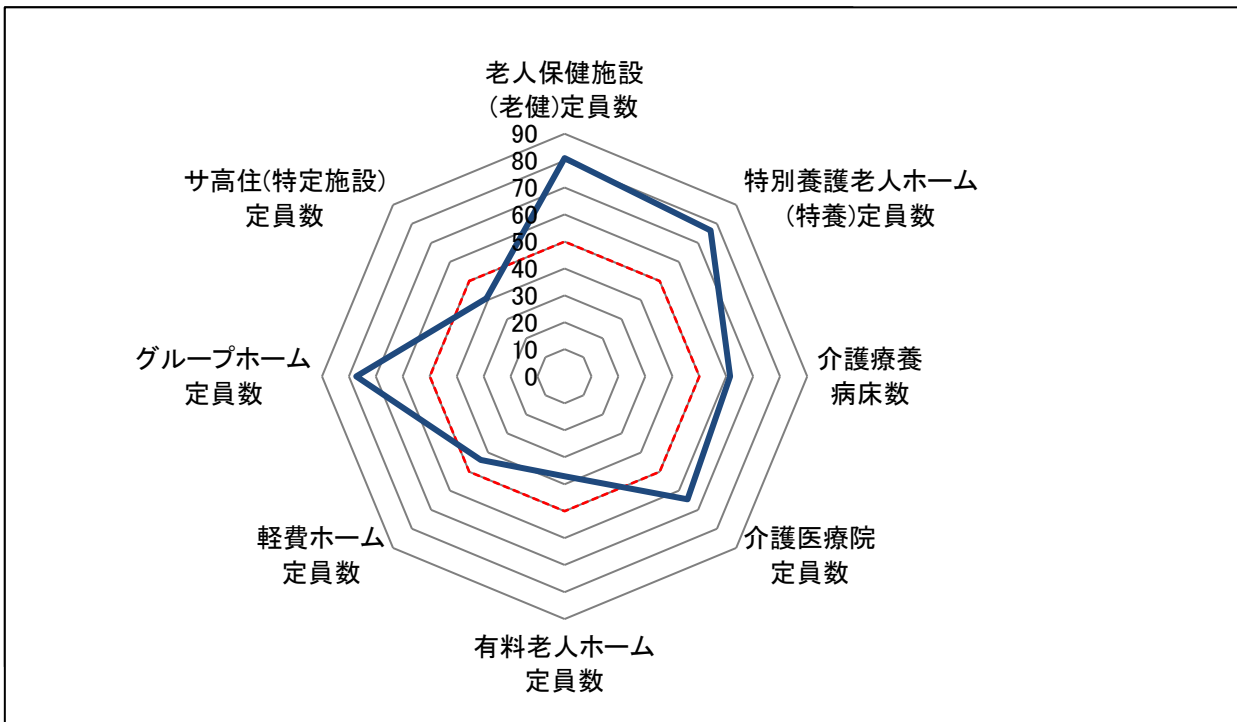 老人保健施設
(老健)定員数
特別養護老人ホーム
(特養)定員数
介護療養
病床数
介護医療院
定員数
有料老人ホーム
定員数
軽費ホーム
定員数
グループホーム
定員数
サ高住(特定施設)
定員数
90
80
70
60
50
40
30
20
10
0